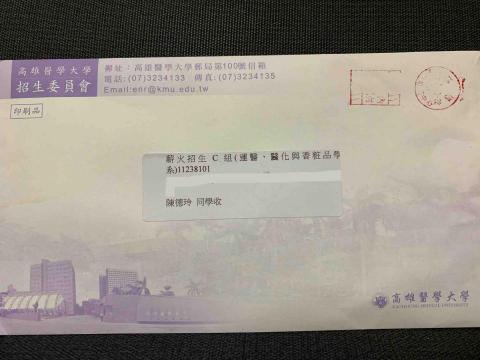 高雄醫學大學
招生委員會
郵址：高雄醫學大學郵局第100號信箱
電話：(07)3234133 傳真：(07)3234135
Email:enr@kmu.edu.tw
印刷品
薪火招生 C 組(運醫、醫化與香粧品學
系)11238101
陳德玲 同學收
高雄醫學大學
KAOHSIUNG MEDICAL UNIVERSITY